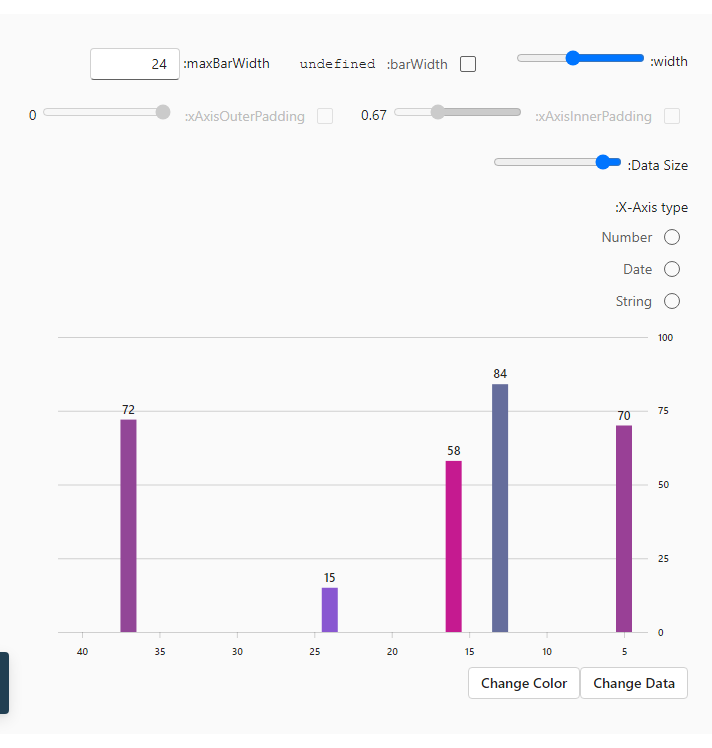 width:
barWidth: undefined
maxBarWidth: 24
xAxisInnerPadding: 0.67
xAxisOuterPadding: 0
Data Size:
X-Axis type:
Number
Date
String
100
75
50
25
0
72
15
58
84
70
40 35 30 25 20 15 10 5
Change Color Change Data